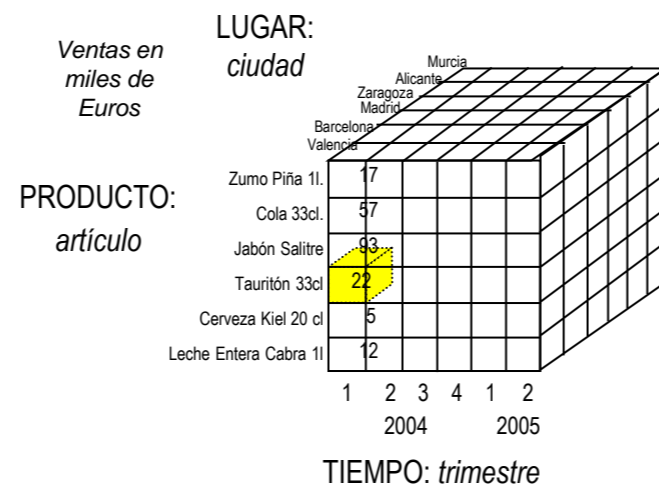 LUGAR:
ciudad
Ventas en
miles de
Euros
Murcia
Alicante
Zaragoza
Madrid
Barcelona
Valencia
PRODUCTO:
artículo
Zumo Piña 1l. 17
Cola 33cl. 57
Jabón Salitre 93
Tauritón 33cl 22
Cerveza Kiel 20 cl 5
Leche Entera Cabra 1l 12
1 2 3 4 1 2
2004 2005
TIEMPO: trimestre